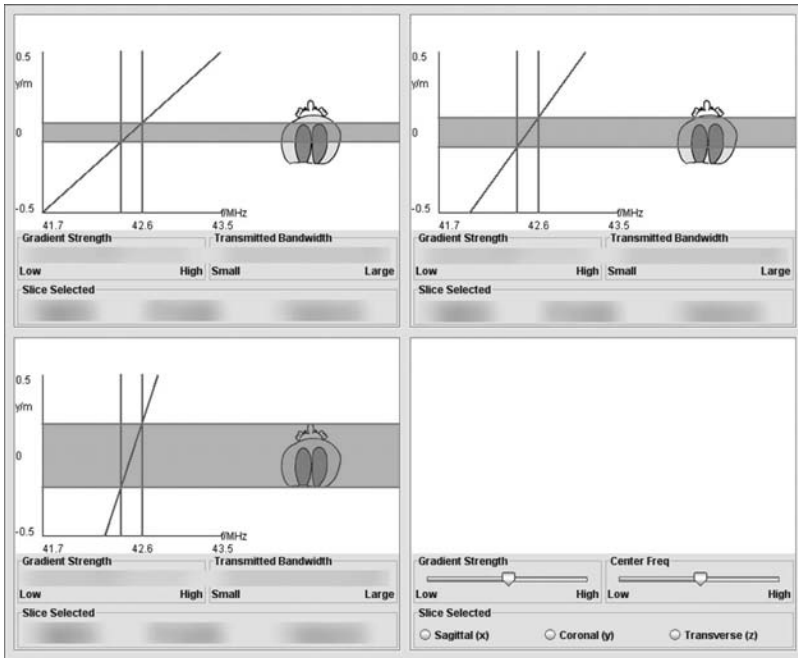 0.5
y/m
0
-0.5
41.7 42.6 43.5
f/MHz
Gradient Strength Transmitted Bandwidth
Low High Small Large
Slice Selected
0.5
y/m
0
-0.5
41.7 42.6 43.5
f/MHz
Gradient Strength Transmitted Bandwidth
Low High Small Large
Slice Selected
0.5
y/m
0
-0.5
41.7 42.6 43.5
f/MHz
Gradient Strength Transmitted Bandwidth
Low High Small Large
Slice Selected
Gradient Strength Center Freq
Low High Low High
Slice Selected
Sagittal (x) Coronal (y) Transverse (z)